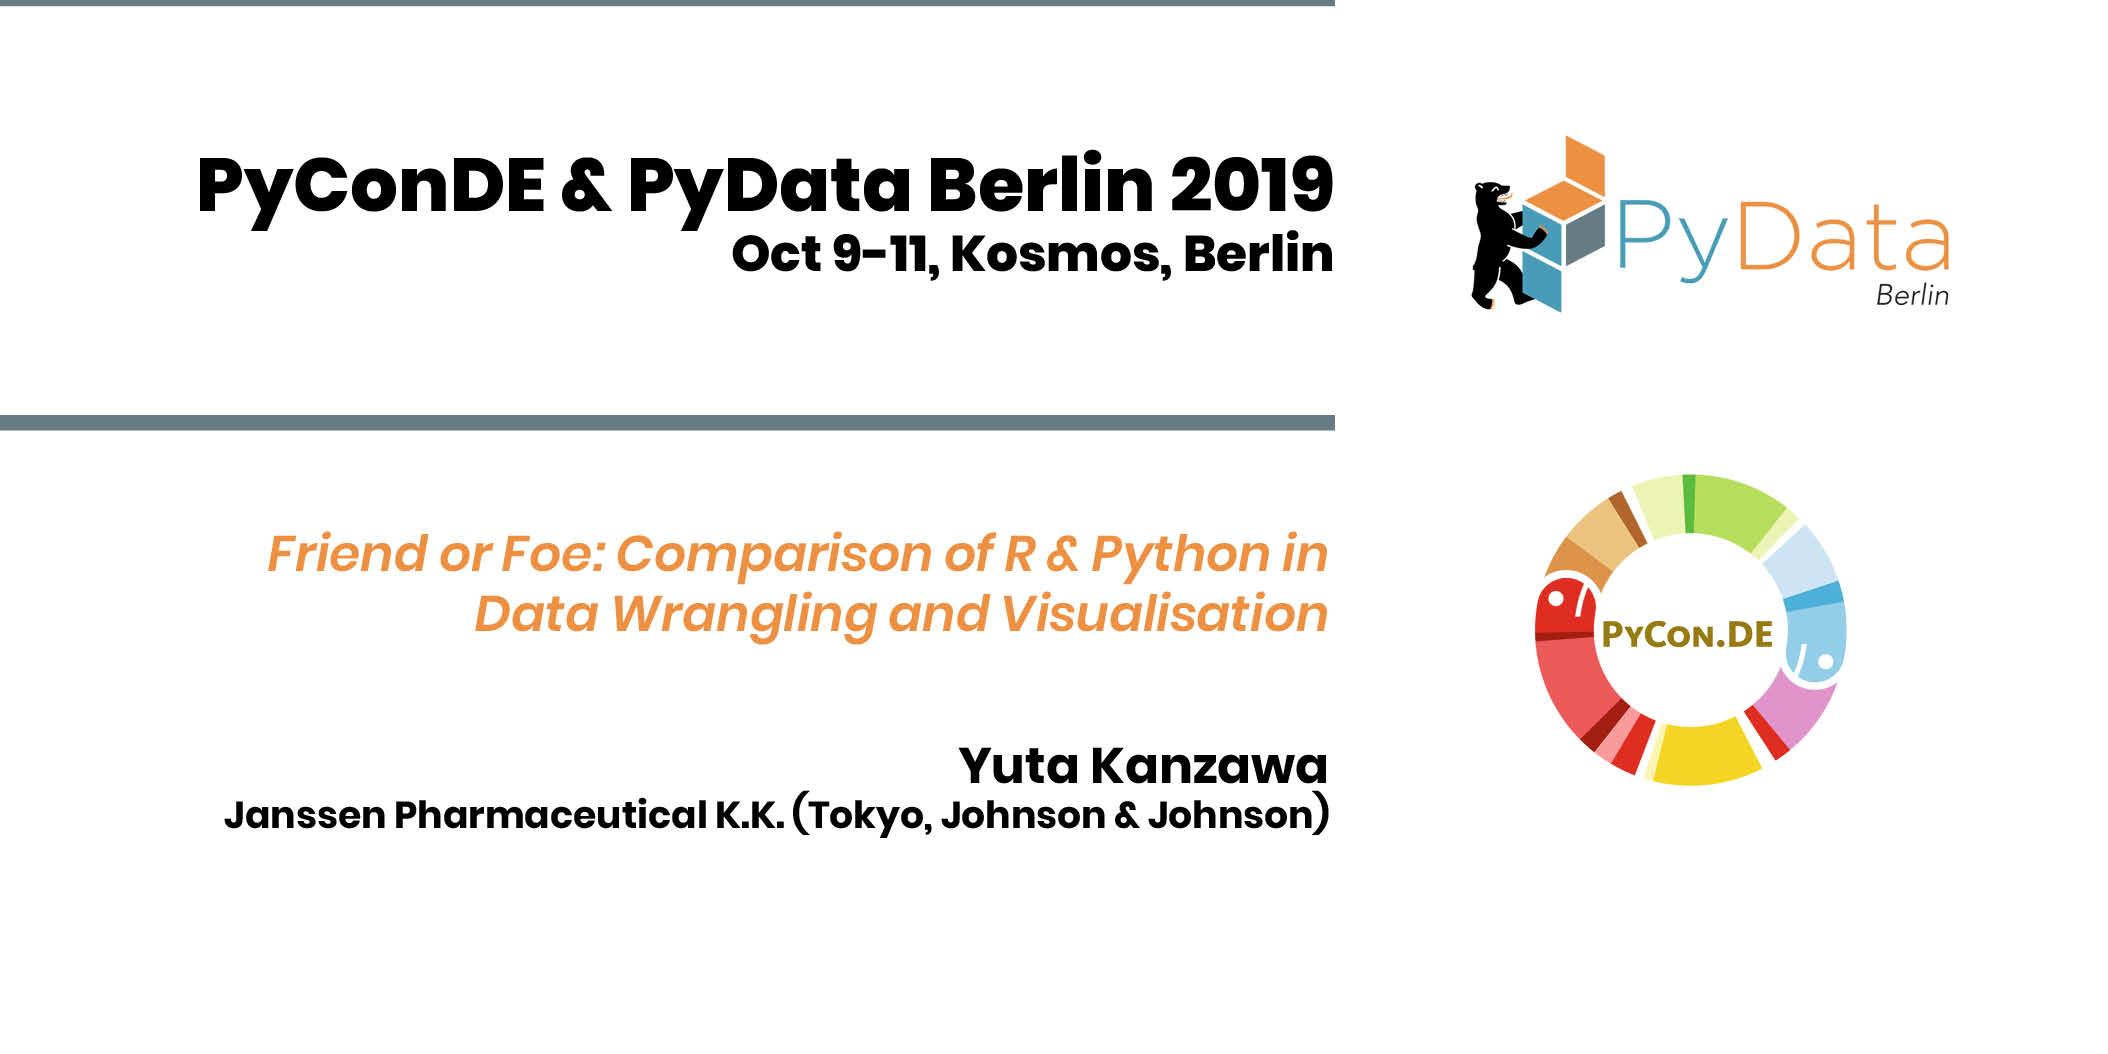 PyConDE & PyData Berlin 2019
Oct 9-11, Kosmos, Berlin
PyData
Berlin
Friend or Foe: Comparison of R & Python in
Data Wrangling and Visualisation
PyCon.DE
Yuta Kanzawa
Janssen Pharmaceutical K.K. (Tokyo, Johnson & Johnson)